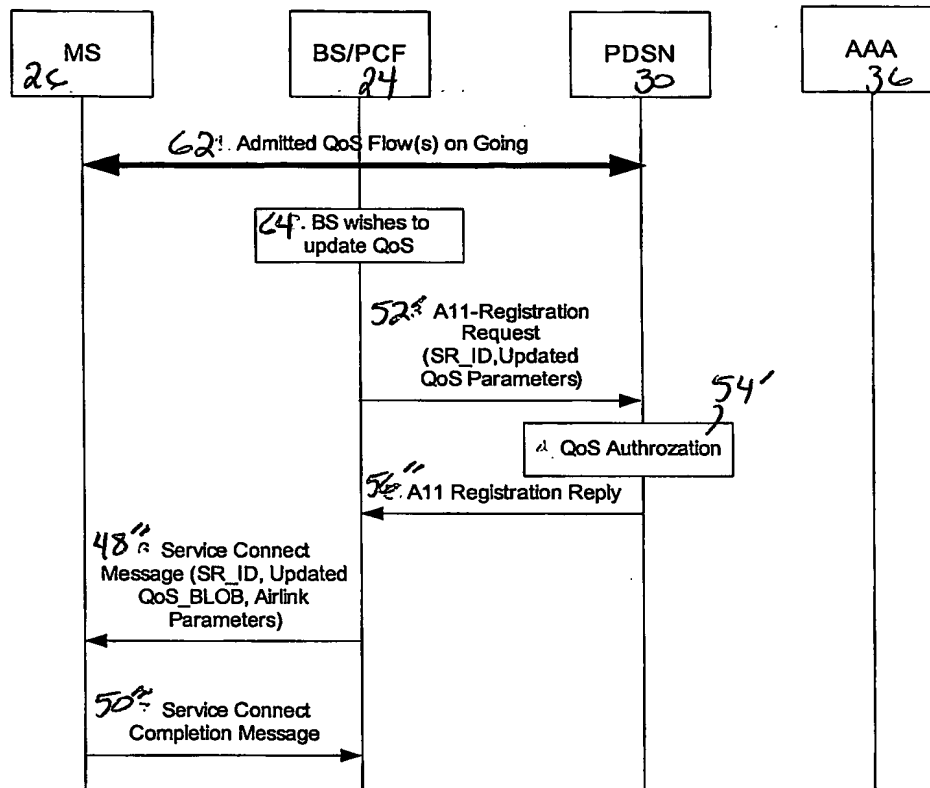 MS
26
BS/PCF
24
PDSN
30
AAA
36
62. Admitted QoS Flow(s) on Going
64. BS wishes to
update QoS
52" A11-Registration
Request
(SR_ID,Updated
QoS Parameters)
54'
QoS Authrozation
56" A11 Registration Reply
48" Service Connect
Message (SR_ID, Updated
QoS_BLOB, Airlink
Parameters)
50" Service Connect
Completion Message